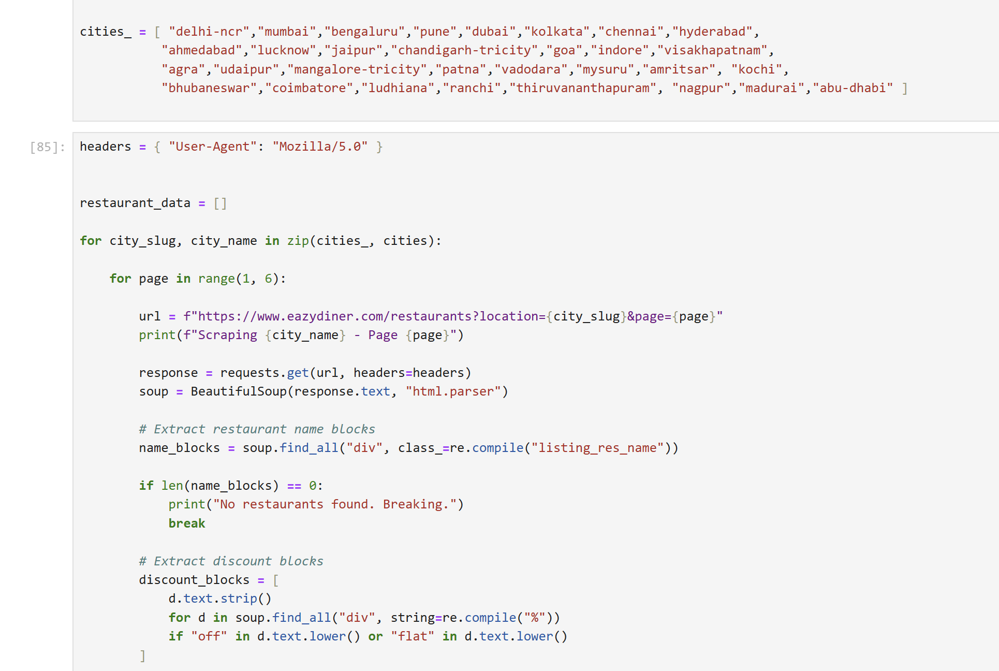 cities_ = [ "delhi-ncr","mumbai","bengaluru","pune","dubai","kolkata","chennai","hyderabad",
"ahmedabad","lucknow","jaipur","chandigarh-tricity","goa","indore","visakhapatnam",
"agra","udaipur","mangalore-tricity","patna","vadodara","mysuru","amritsar", "kochi",
"bhubaneswar","coimbatore","ludhiana","ranchi","thiruvananthapuram", "nagpur","madurai","abu-dhabi" ]
[85]: headers = { "User-Agent": "Mozilla/5.0" }
restaurant_data = []
for city_slug, city_name in zip(cities_, cities):
for page in range(1, 6):
url = f"https://www.eazydiner.com/restaurants?location={city_slug}&page={page}"
print(f"Scraping {city_name} - Page {page}")
response = requests.get(url, headers=headers)
soup = BeautifulSoup(response.text, "html.parser")
# Extract restaurant name blocks
name_blocks = soup.find_all("div", class_=re.compile("listing_res_name"))
if len(name_blocks) == 0:
print("No restaurants found. Breaking.")
break
# Extract discount blocks
discount_blocks = [
d.text.strip()
for d in soup.find_all("div", string=re.compile("%"))
if "off" in d.text.lower() or "flat" in d.text.lower()
]